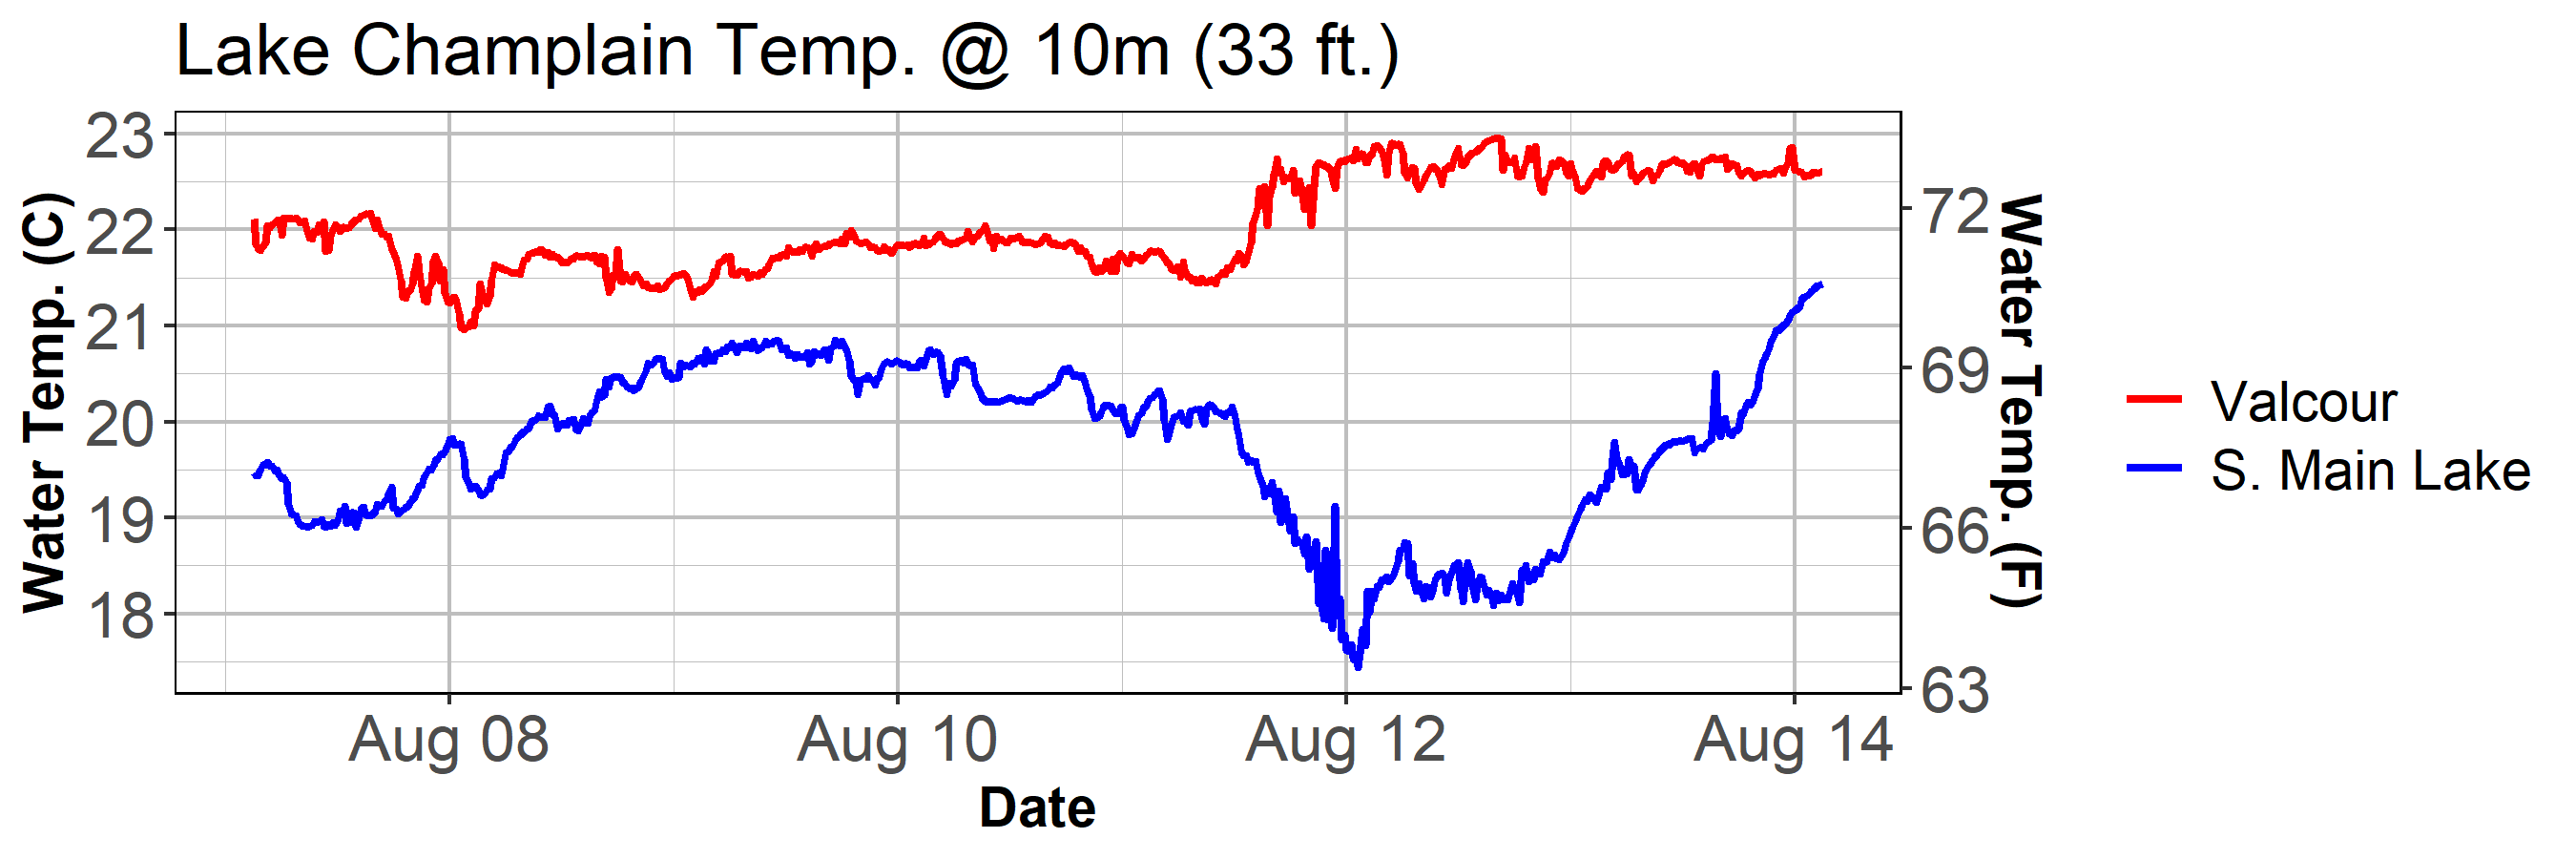 Lake Champlain Temp. @ 10m (33 ft.)
Water Temp. (C)
23
22
21
20
19
18
72
69
66
63
Water Temp. (F)
Aug 08
Aug 10
Aug 12
Aug 14
Date
Valcour
S. Main Lake